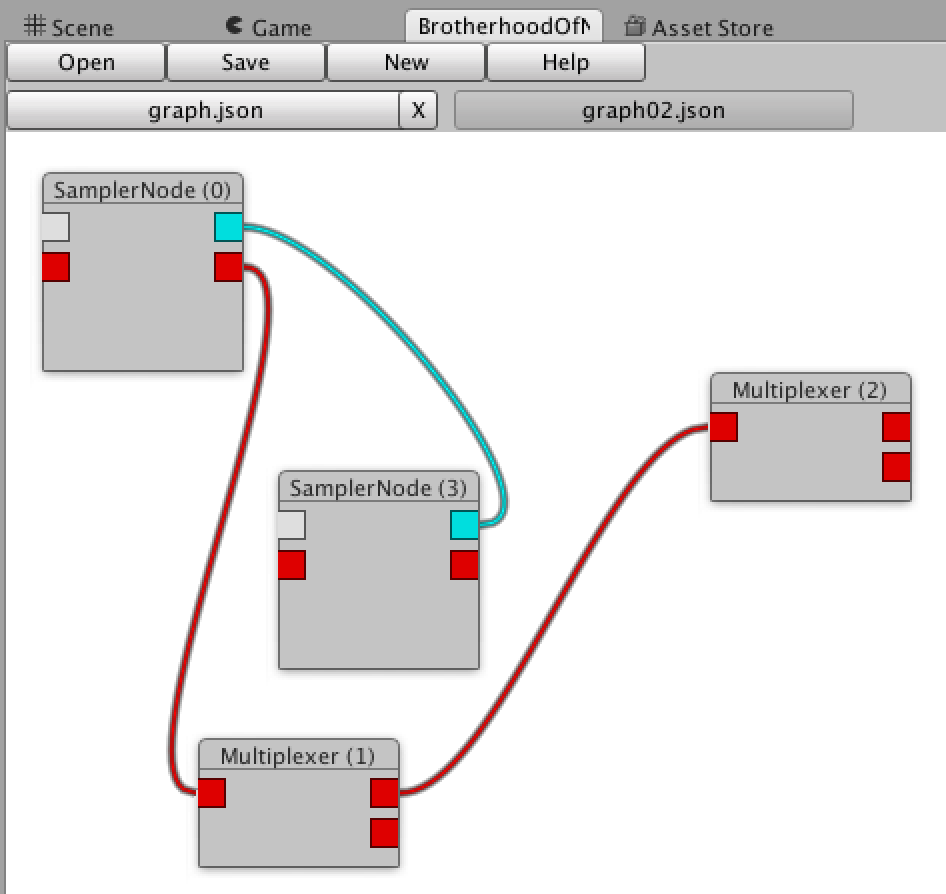 Scene Game BrotherhoodOfN Asset Store
Open Save New Help
graph.json X graph02.json
SamplerNode (0)
Multiplexer (2)
SamplerNode (3)
Multiplexer (1)